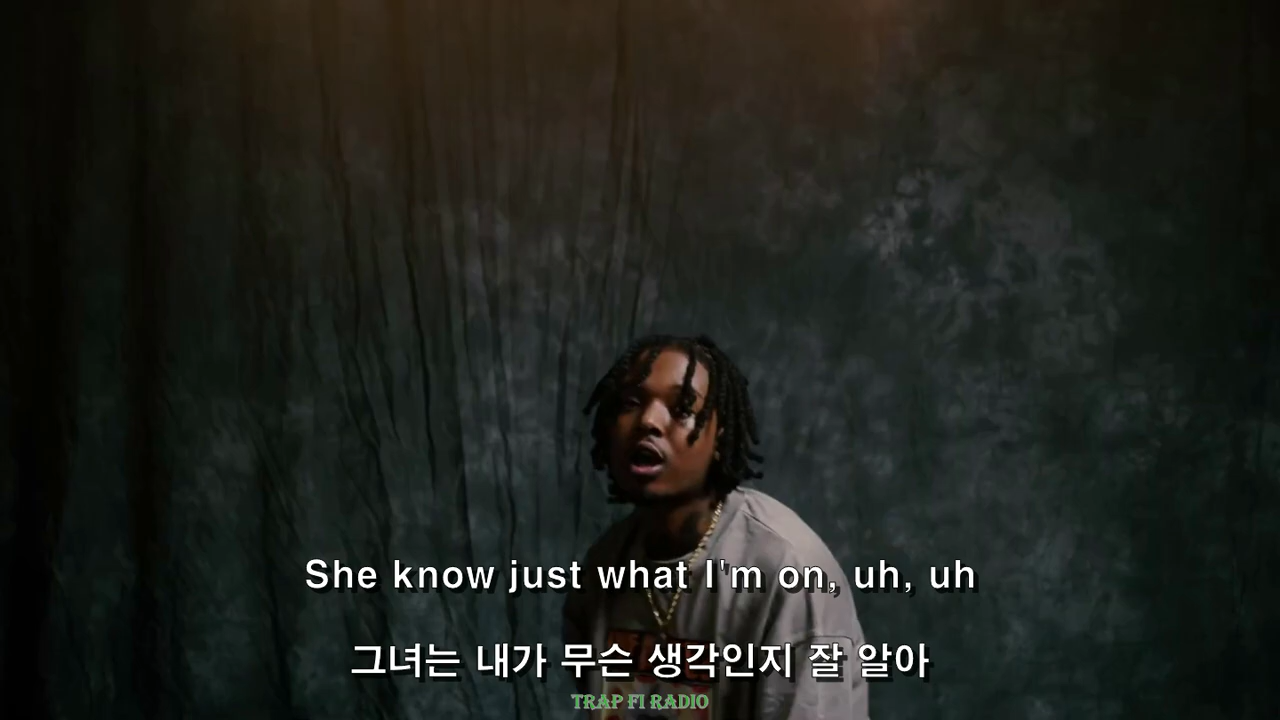 She know just what I'm on, uh, uh
그녀는 내가 무슨 생각인지 잘 알아
TRAP FI RADIO